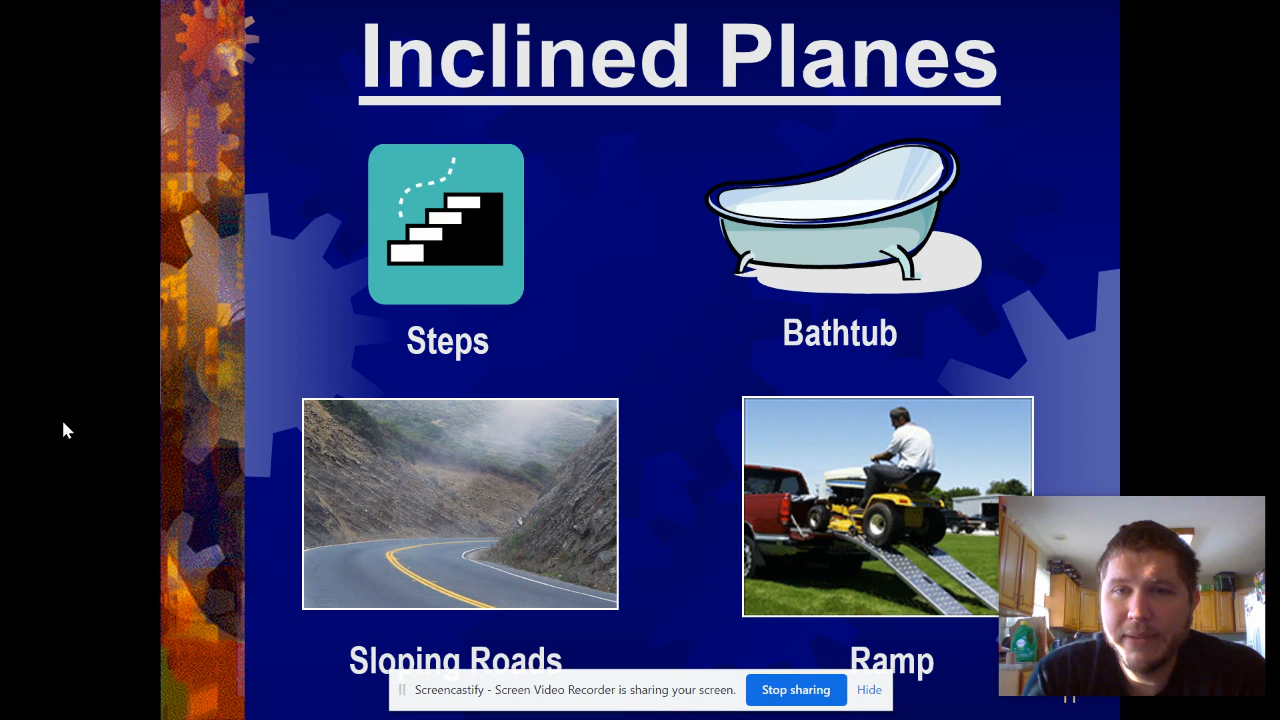 Inclined Planes
Steps
Bathtub
Sloping Roads
Ramp
Screencastify - Screen Video Recorder is sharing your screen.
Stop sharing
Hide